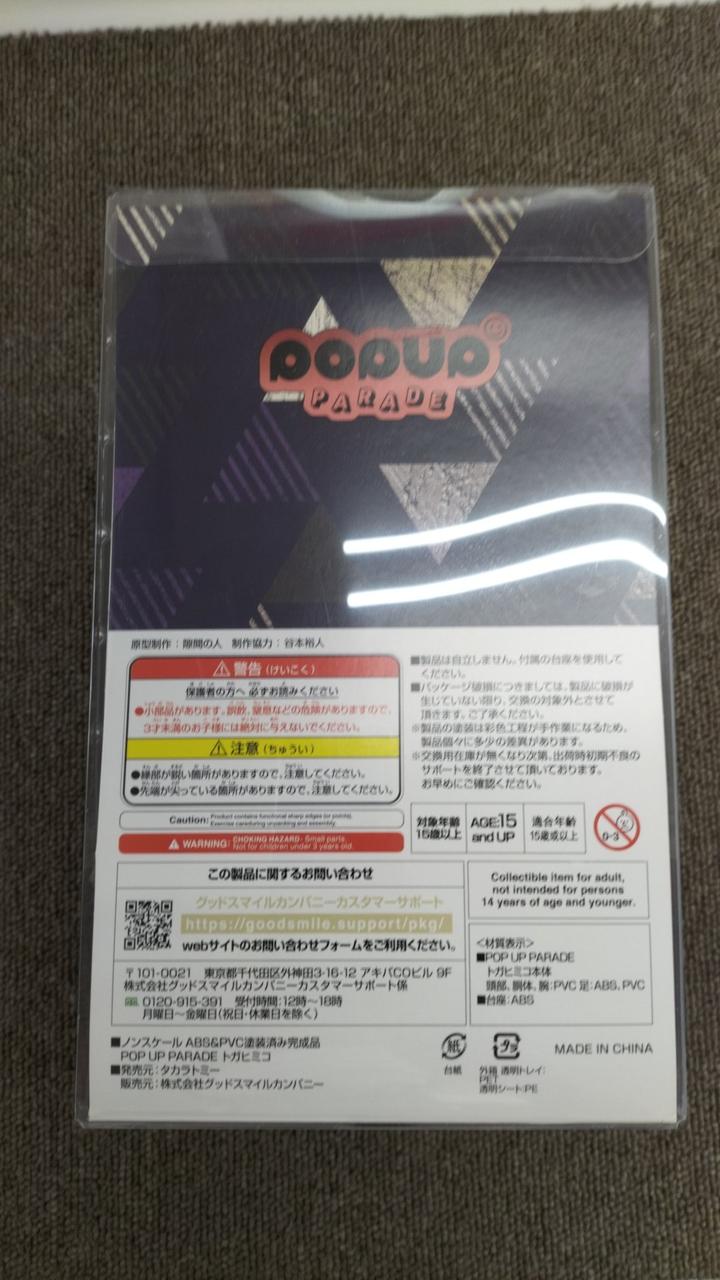 POPUP
PARADE
原型制作：隙間の人 制作協力：谷本裕人
警告（けいこく）
保護者の方へ 必ずお読みください
●小部品があります。誤飲、窒息などの危険がありますので、
3才未満のお子様には絶対に与えないでください。
注意（ちゅうい）
●縁部が鋭い箇所がありますので、注意してください。
●先端が尖っている箇所がありますので、注意してください。
Caution: Product contains functional sharp edges (or points).
Exercise care during unpacking and assembly.
WARNING: CHOKING HAZARD- Small parts.
Not for children under 3 years old.
■製品は自立しません。付属の台座を使用して
ください。
■パッケージ破損につきましては、製品に破損が
生じていない限り、交換の対象外とさせて
頂きます。ご了承ください。
※製品の塗装は彩色工程が手作業になるため、
製品個々に多少の差異があります。
※交換用在庫が無くなり次第、出荷時初期不良の
サポートを終了させて頂いております。
お早めにご確認ください。
対象年齢
15歳以上
AGE:15
and UP
適合年齢
15歳或以上
0-3
この製品に関するお問い合わせ
グッドスマイルカンパニーカスタマーサポート
https://goodsmile.support/pkg/
webサイトのお問い合わせフォームをご利用ください。
〒101-0021 東京都千代田区外神田3-16-12 アキバCOビル 9F
株式会社グッドスマイルカンパニーカスタマーサポート係
0120-915-391 受付時間：12時～18時
月曜日～金曜日（祝日・休業日を除く）
Collectible item for adult,
not intended for persons
14 years of age and younger.
＜材質表示＞
■POP UP PARADE
トガヒミコ本体
頭部、胴体、腕：PVC 足：ABS、PVC
■台座：ABS
■ノンスケール ABS&PVC塗装済み完成品
POP UP PARADE トガヒミコ
■発売元：タカラトミー
販売元：株式会社グッドスマイルカンパニー
紙
台紙
プラ
外箱 透明トレイ：
PET
透明シート：PE
MADE IN CHINA